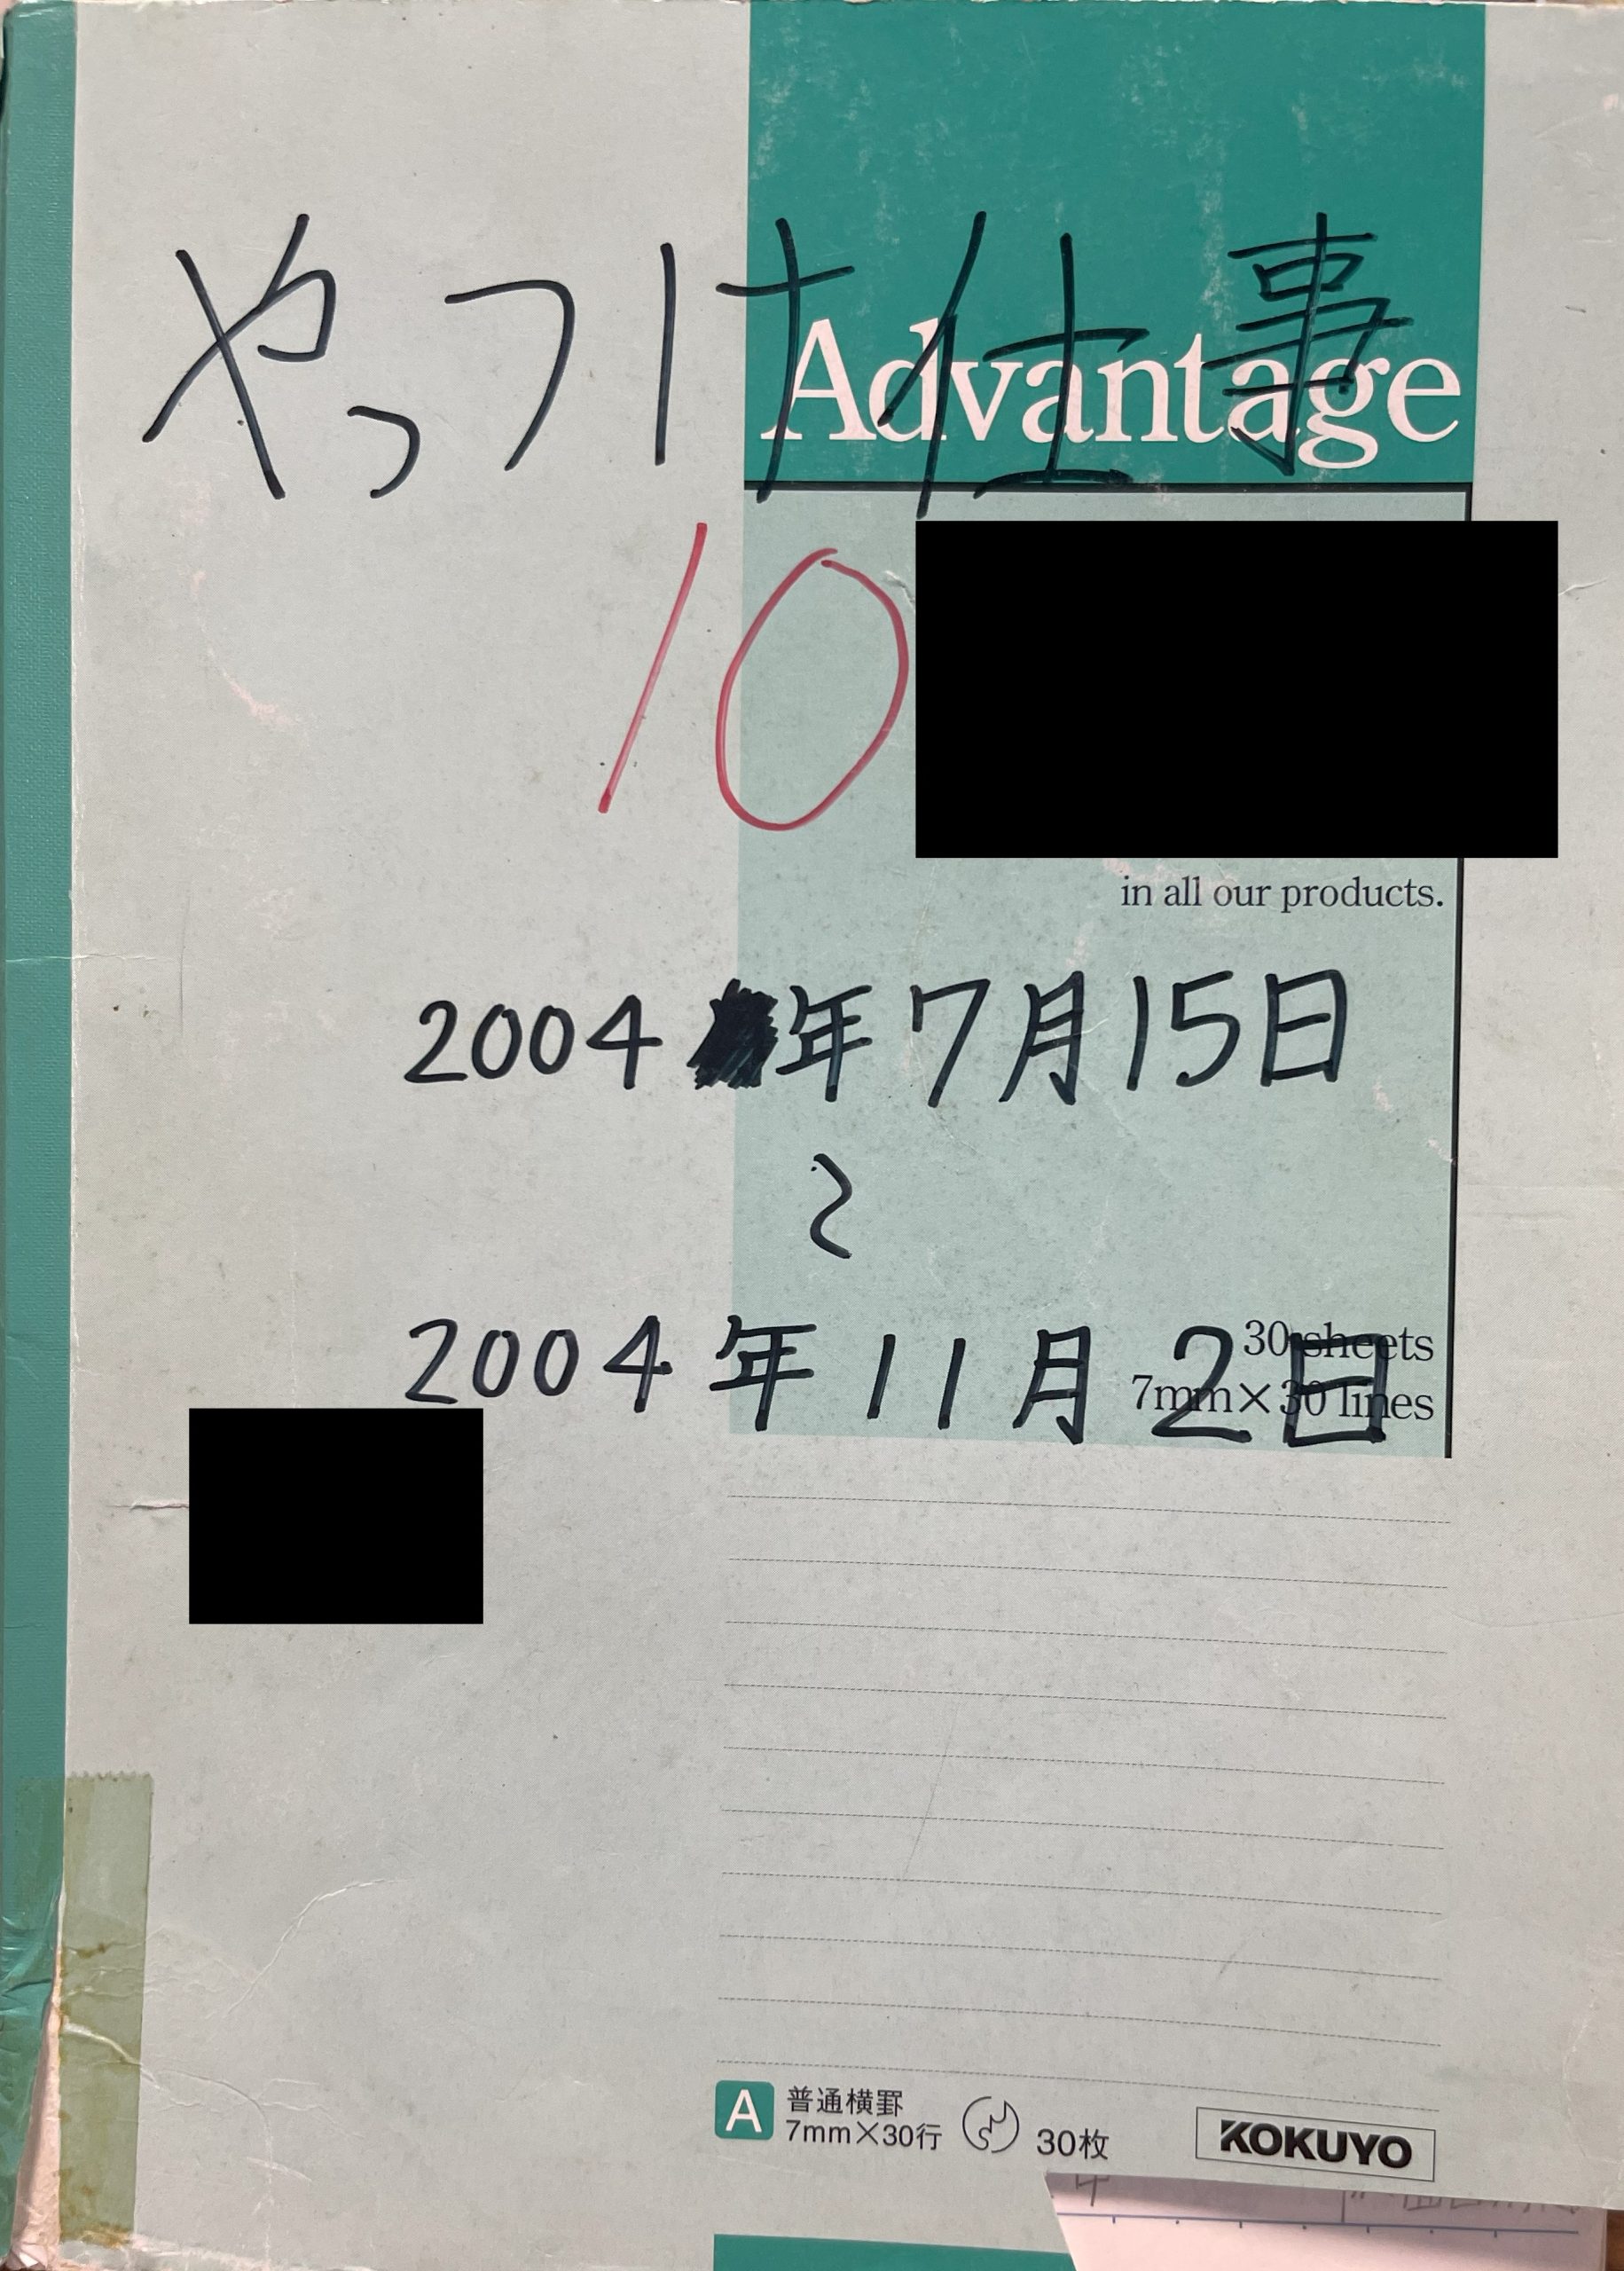 やっつけ仕事
Advantage
10
in all our products.
2004年7月15日
〜
2004年11月2日
30 sheets
7mm×30 lines
A 普通横罫
7mm×30行
30枚
KOKUYO